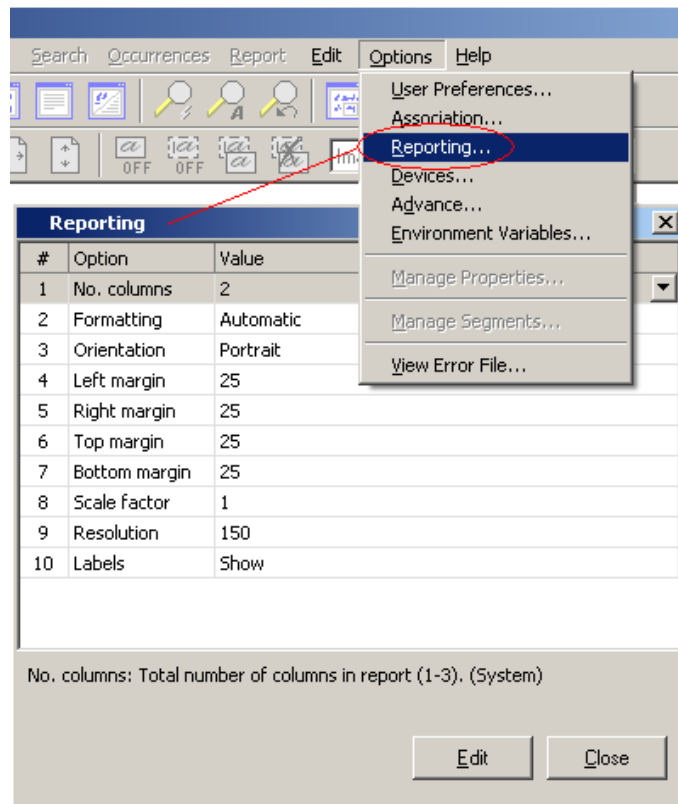 Search Occurrences Report Edit Options Help
User Preferences...
Association...
Reporting...
Devices...
Advance...
Environment Variables...
Manage Properties...
Manage Segments...
View Error File...
a OFF a OFF a a
A
Reporting
# Option Value
1 No. columns 2
2 Formatting Automatic
3 Orientation Portrait
4 Left margin 25
5 Right margin 25
6 Top margin 25
7 Bottom margin 25
8 Scale factor 1
9 Resolution 150
10 Labels Show
No. columns: Total number of columns in report (1-3). (System)
Edit Close